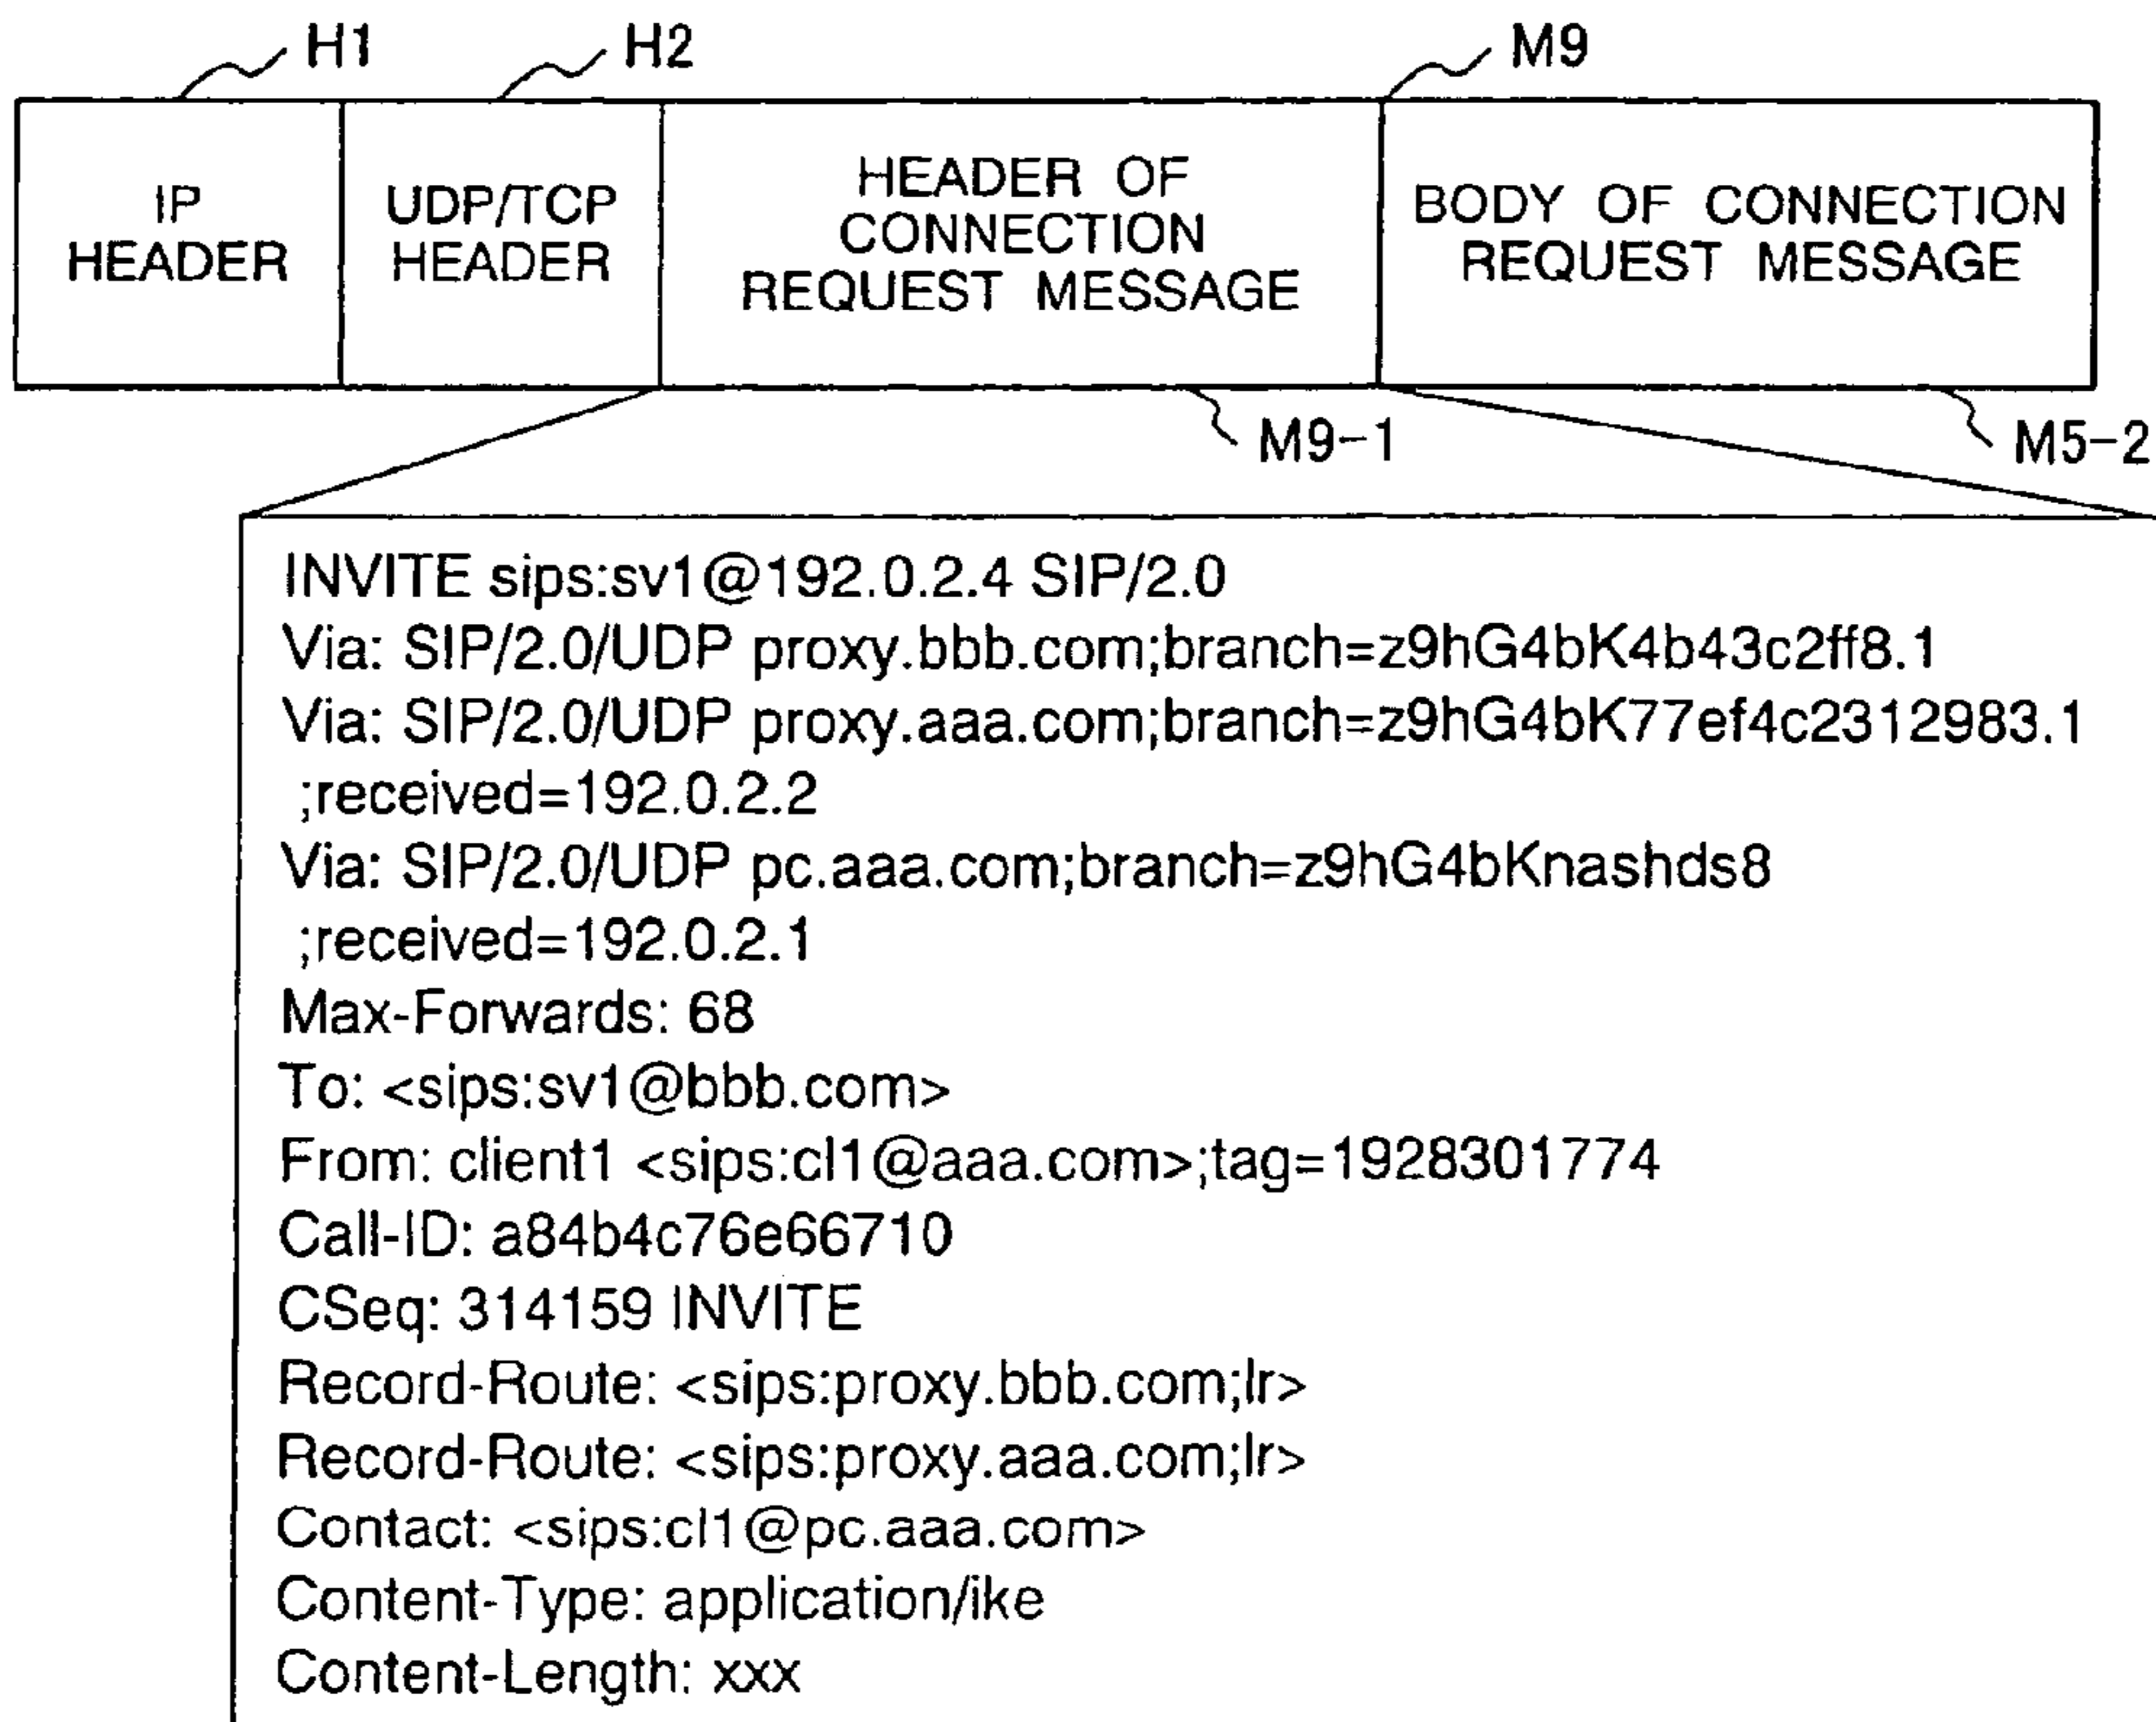 H1 H2 M9
IP HEADER
UDP/TCP HEADER
HEADER OF CONNECTION REQUEST MESSAGE
BODY OF CONNECTION REQUEST MESSAGE
M9-1 M5-2
INVITE sips:sv1@192.0.2.4 SIP/2.0
Via: SIP/2.0/UDP proxy.bbb.com;branch=z9hG4bK4b43c2ff8.1
Via: SIP/2.0/UDP proxy.aaa.com;branch=z9hG4bK77ef4c2312983.1
;received=192.0.2.2
Via: SIP/2.0/UDP pc.aaa.com;branch=z9hG4bKnashds8
;received=192.0.2.1
Max-Forwards: 68
To: <sips:sv1@bbb.com>
From: client1 <sips:cl1@aaa.com>;tag=1928301774
Call-ID: a84b4c76e66710
CSeq: 314159 INVITE
Record-Route: <sips:proxy.bbb.com;lr>
Record-Route: <sips:proxy.aaa.com;lr>
Contact: <sips:cl1@pc.aaa.com>
Content-Type: application/ike
Content-Length: xxx